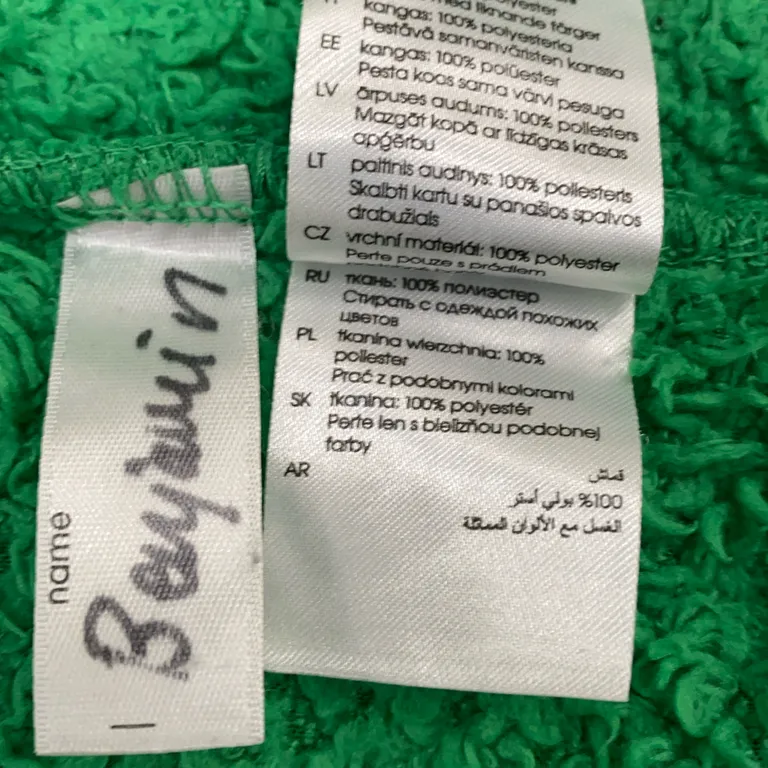 name
kangas: 100% polyesteria
Pestävä samanväristen kanssa
EE kangas: 100% polüester
Pesta koos sama värvi pesuga
LV ārpuses audums: 100% poliesters
Mazgāt kopā ar līdzīgas krāsas
apģērbu
LT paltinis audinys: 100% poliesteris
Skalbti kartu su panašios spalvos
drabužiais
CZ vrchní materiál: 100% polyester
Perte pouze s prádlem
RU ткань: 100% полиэстер
Стирать с одеждой похожих
цветов
PL tkanina wierzchnia: 100%
poliester
Prać z podobnymi kolorami
SK tkanina: 100% polyestér
Perte len s bielizňou podobnej
farby
AR قماش
100% بولي أستر
الغسل مع الألوان المماثلة